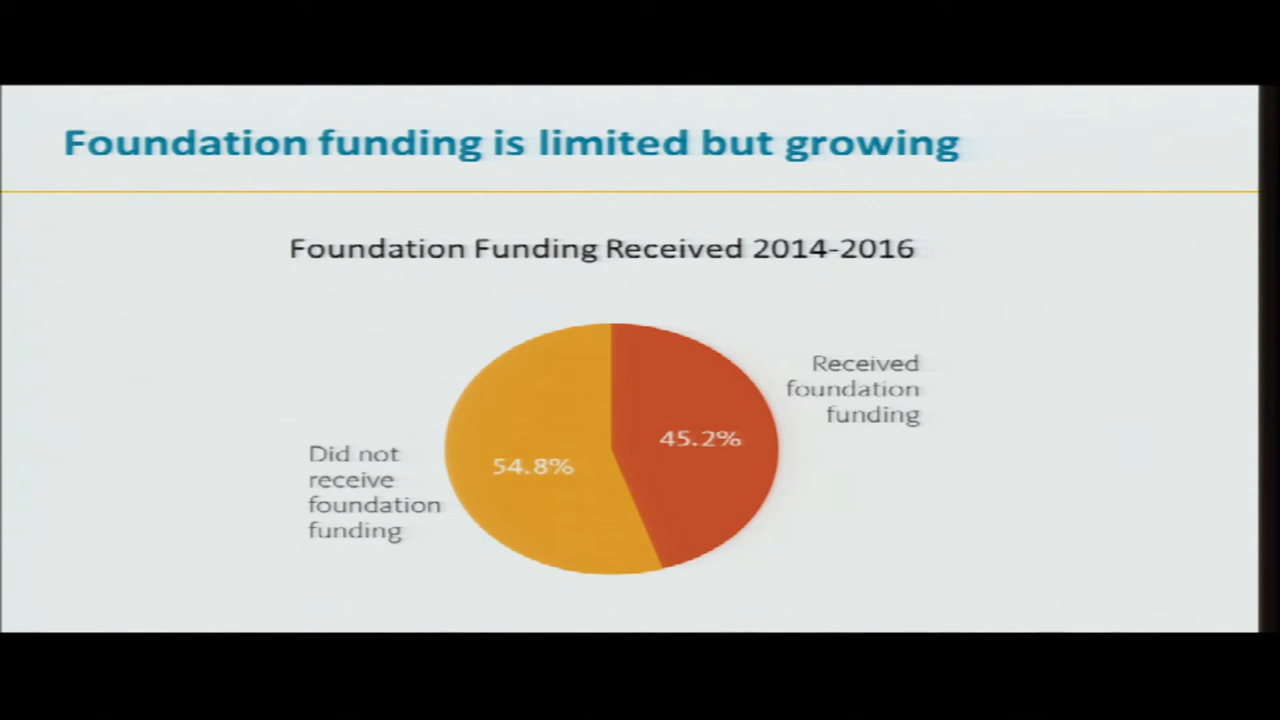 Foundation funding is limited but growing
Foundation Funding Received 2014-2016
Received
foundation
funding
45.2%
54.8%
Did not
receive
foundation
funding